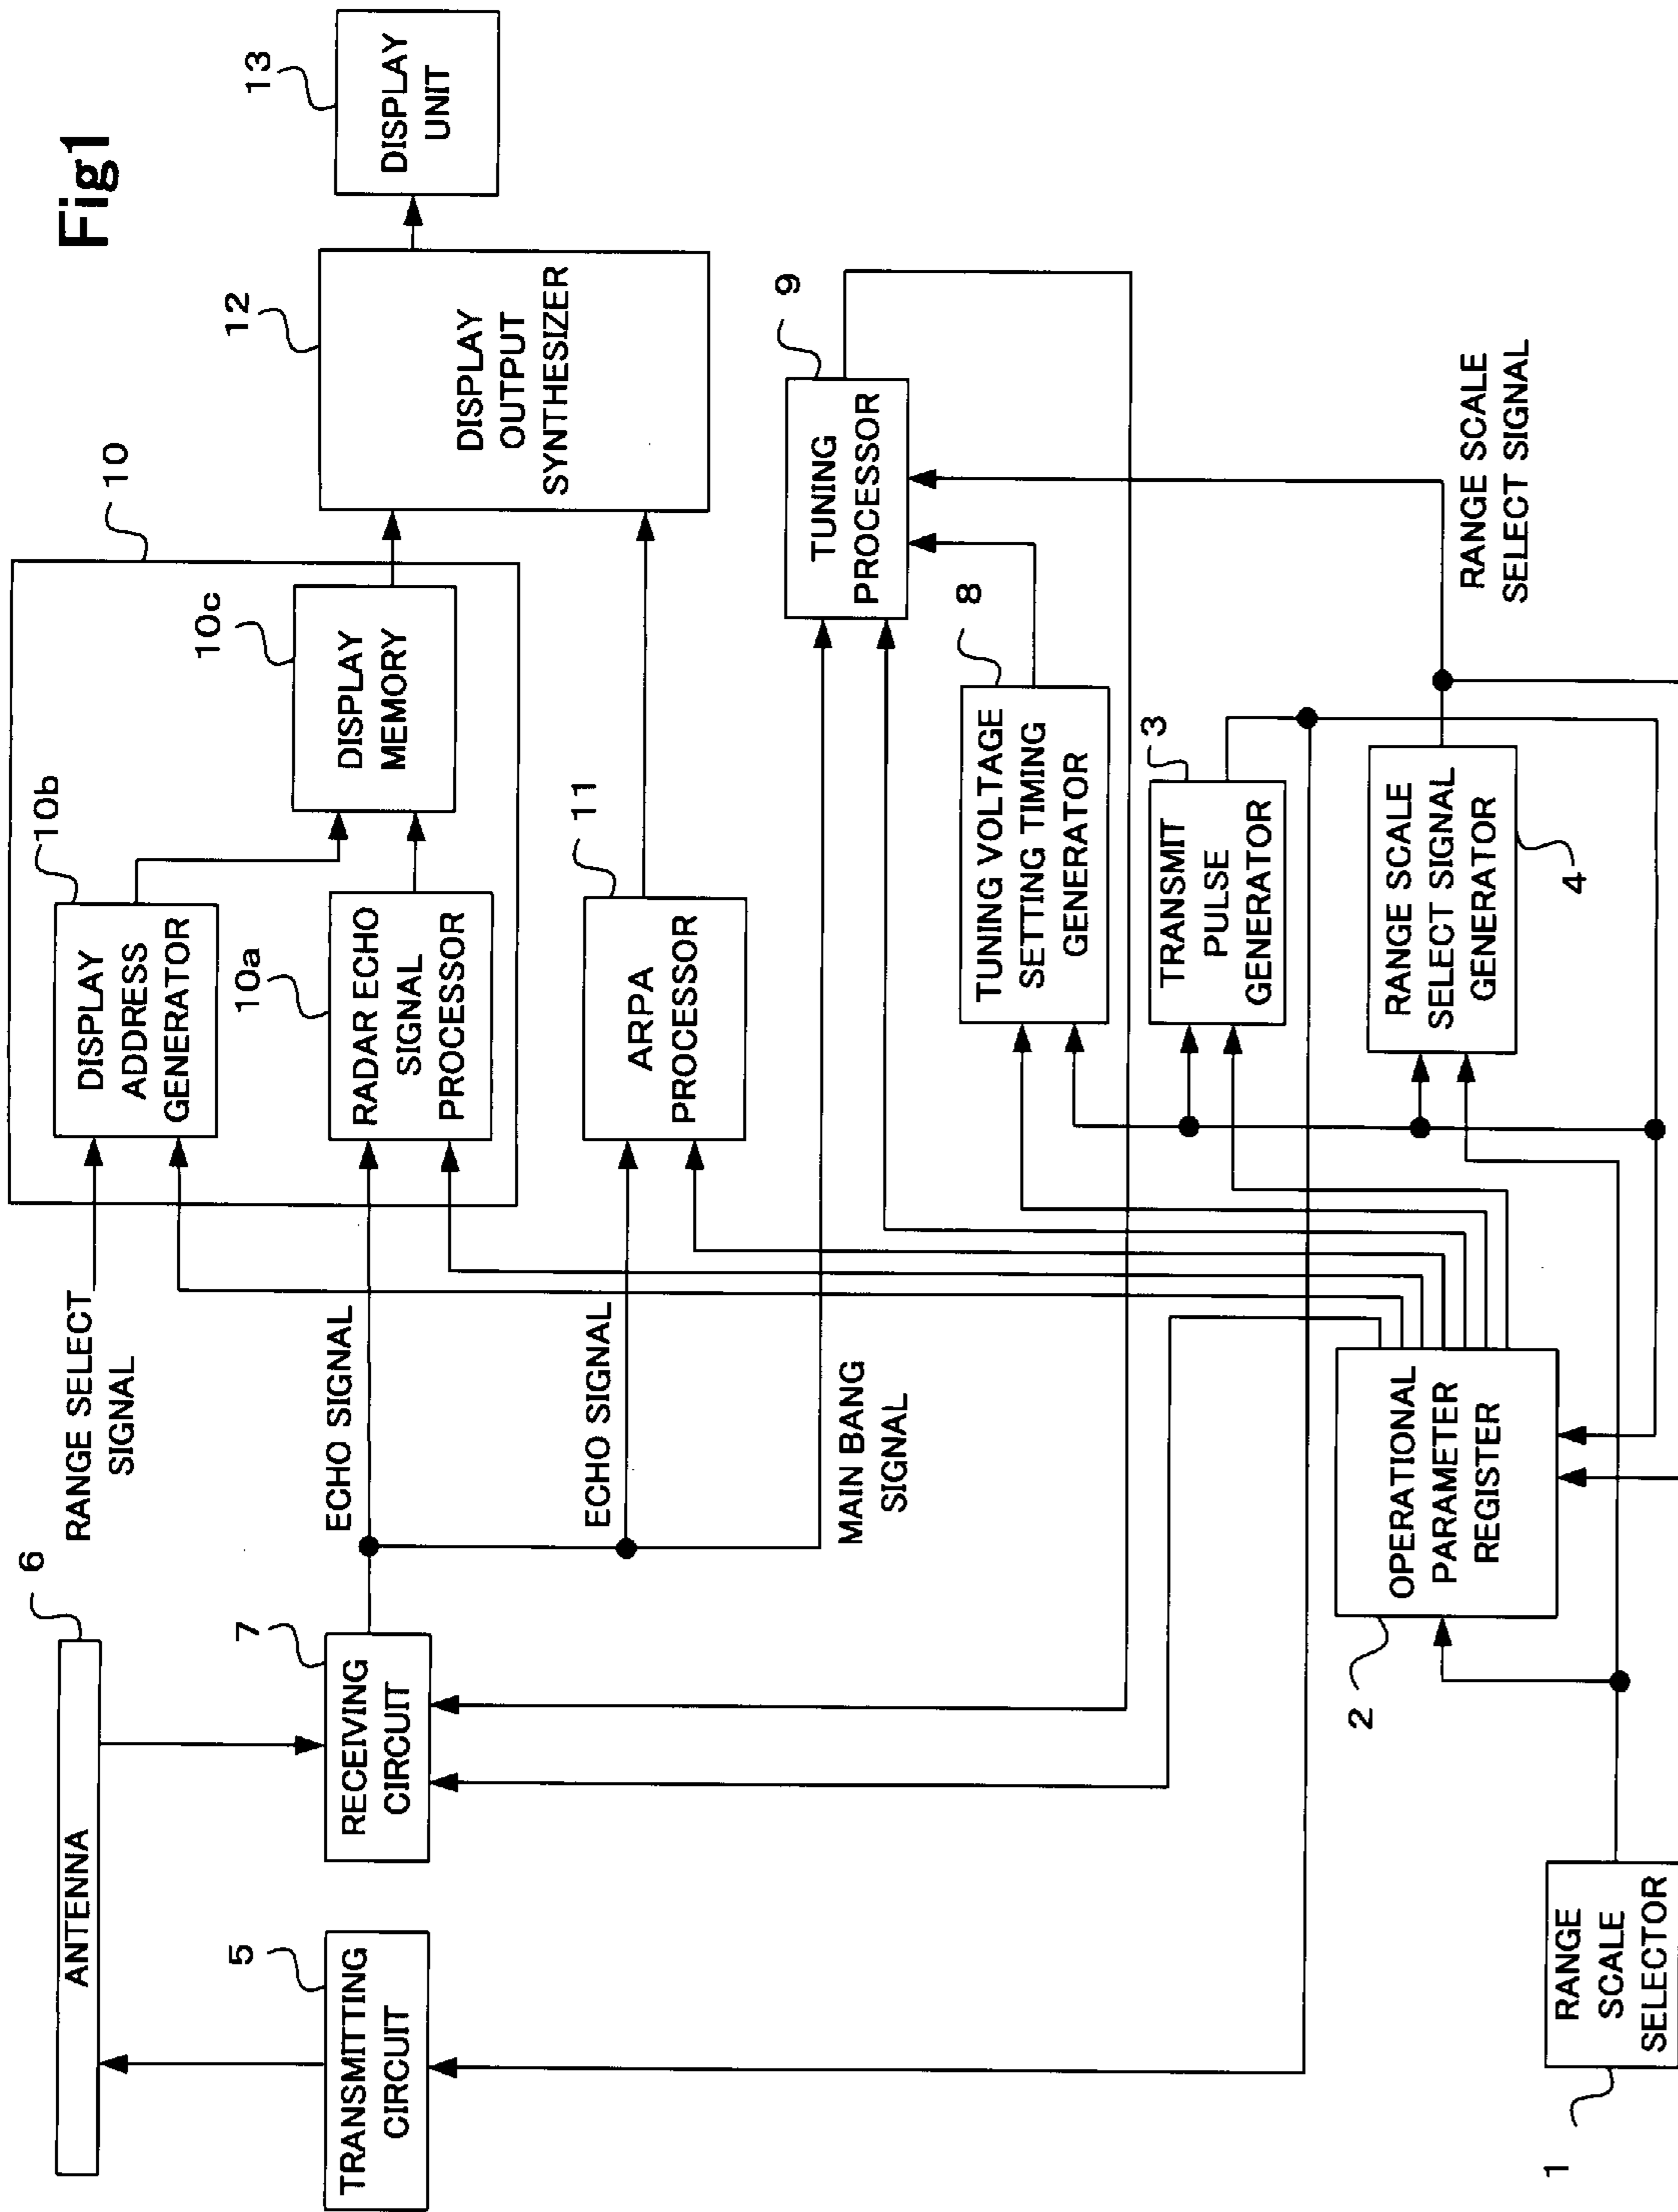 Fig1
6
ANTENNA
5
TRANSMITTING
CIRCUIT
7
RECEIVING
CIRCUIT
RANGE SELECT
SIGNAL
ECHO SIGNAL
ECHO SIGNAL
MAIN BANG
SIGNAL
10
10b
DISPLAY
ADDRESS
GENERATOR
10a
RADAR ECHO
SIGNAL
PROCESSOR
10c
DISPLAY
MEMORY
11
ARPA
PROCESSOR
12
DISPLAY
OUTPUT
SYNTHESIZER
13
DISPLAY
UNIT
9
TUNING
PROCESSOR
8
TUNING VOLTAGE
SETTING TIMING
GENERATOR
3
TRANSMIT
PULSE
GENERATOR
RANGE SCALE
SELECT SIGNAL
GENERATOR
4
RANGE SCALE
SELECT SIGNAL
OPERATIONAL
PARAMETER
REGISTER
2
RANGE
SCALE
SELECTOR
1